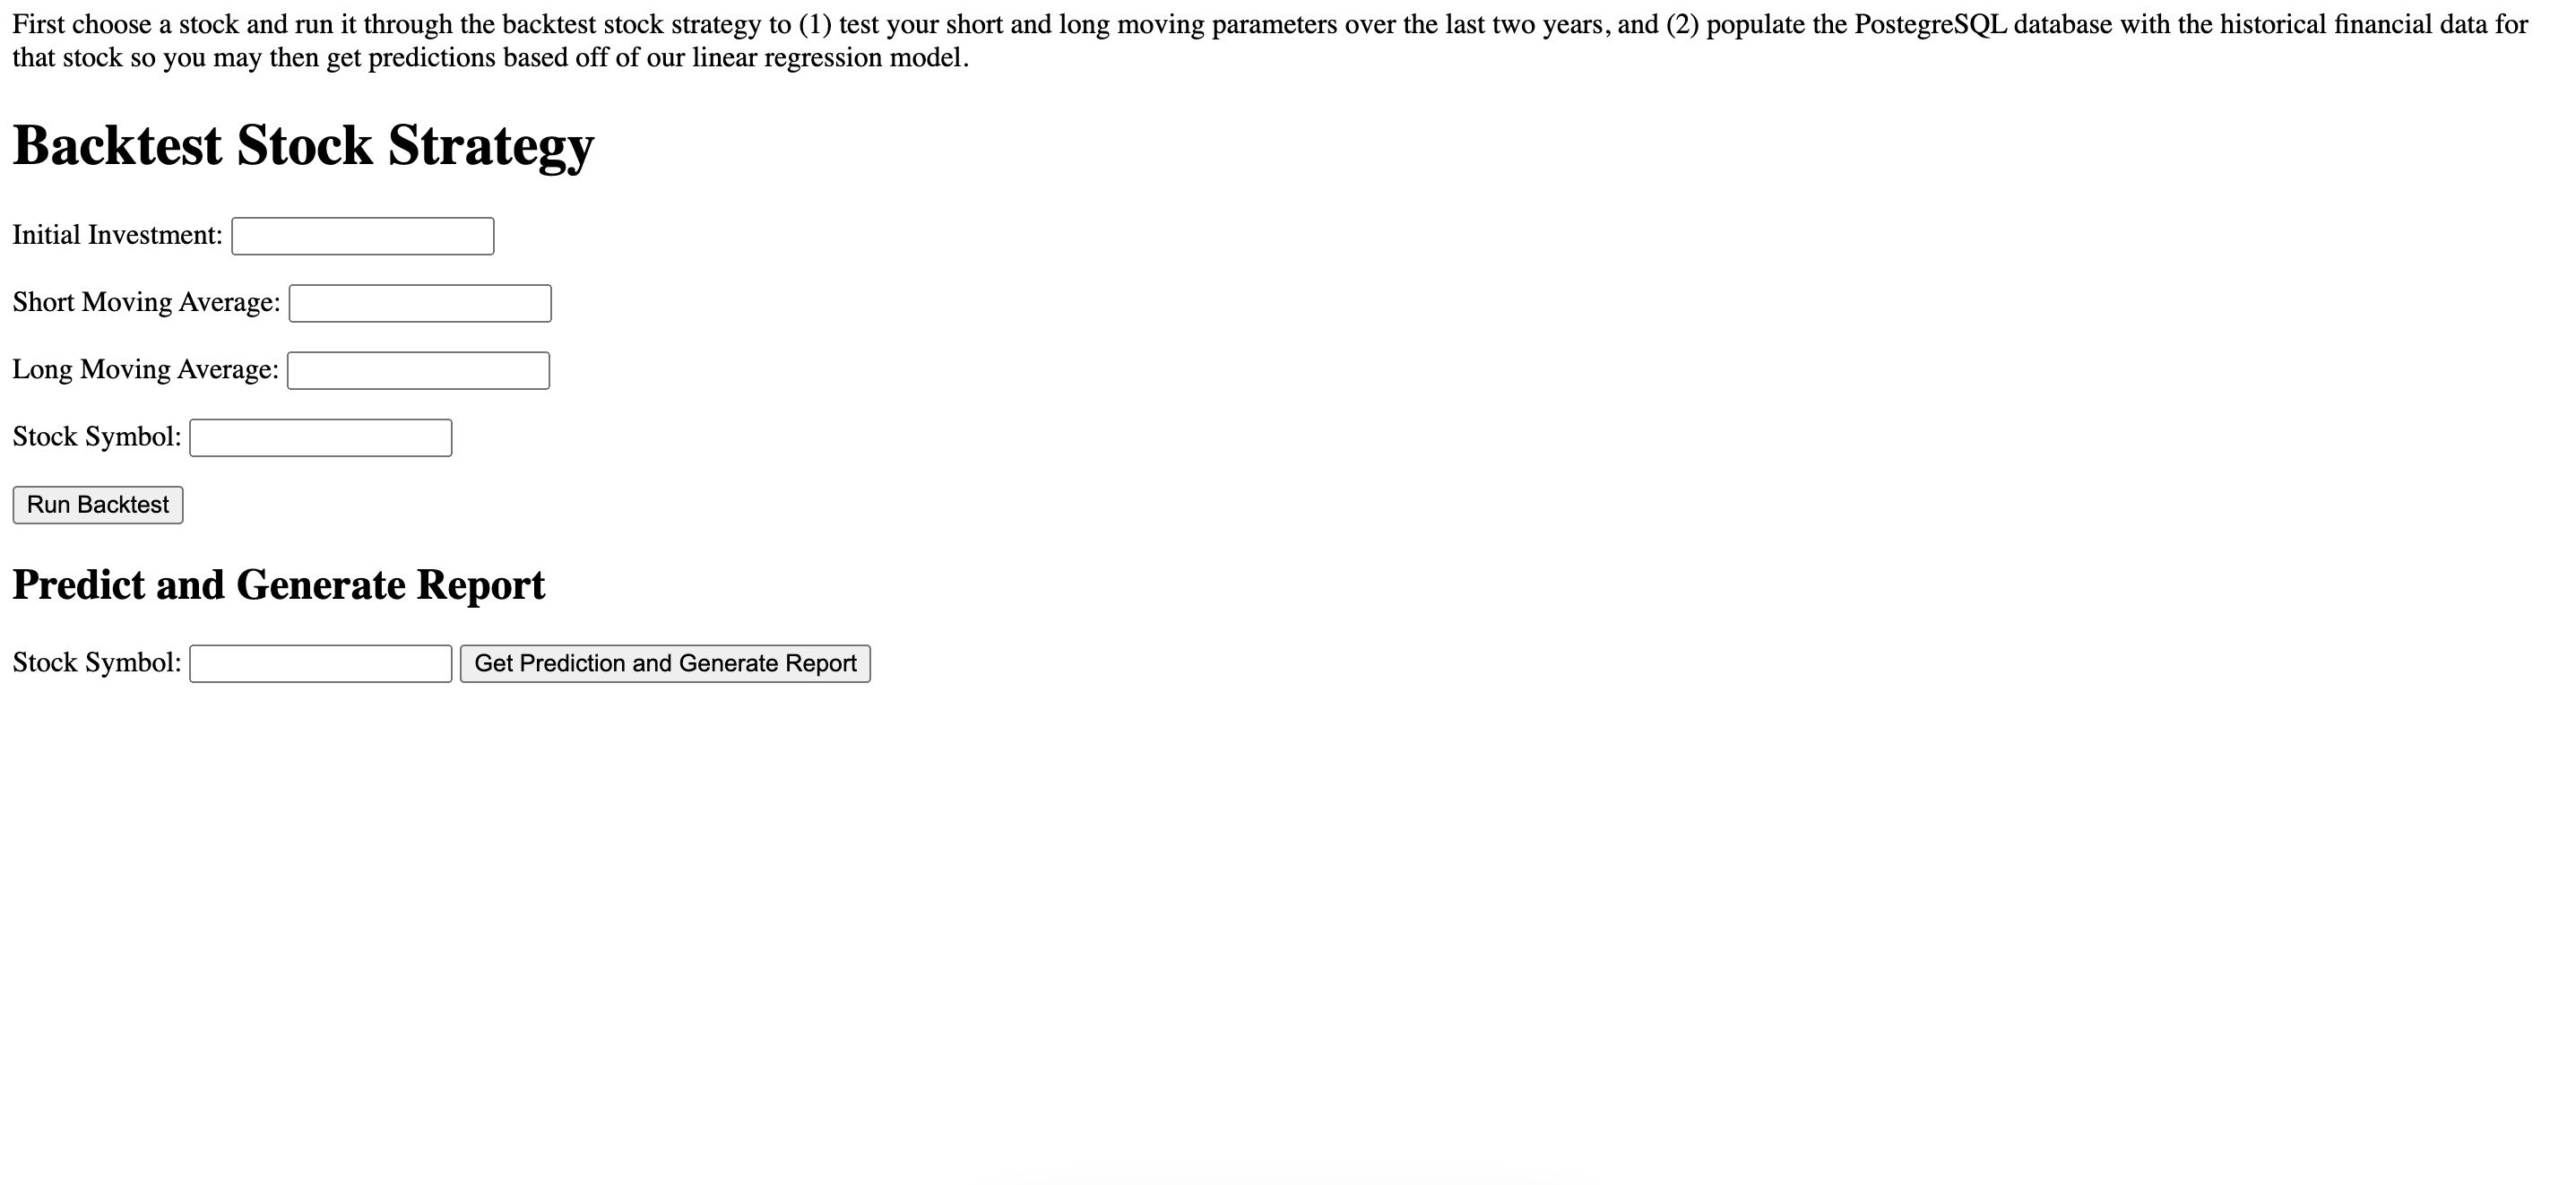 First choose a stock and run it through the backtest stock strategy to (1) test your short and long moving parameters over the last two years, and (2) populate the PostegreSQL database with the historical financial data for
that stock so you may then get predictions based off of our linear regression model.
Backtest Stock Strategy
Initial Investment:
Short Moving Average:
Long Moving Average:
Stock Symbol:
Run Backtest
Predict and Generate Report
Stock Symbol: Get Prediction and Generate Report